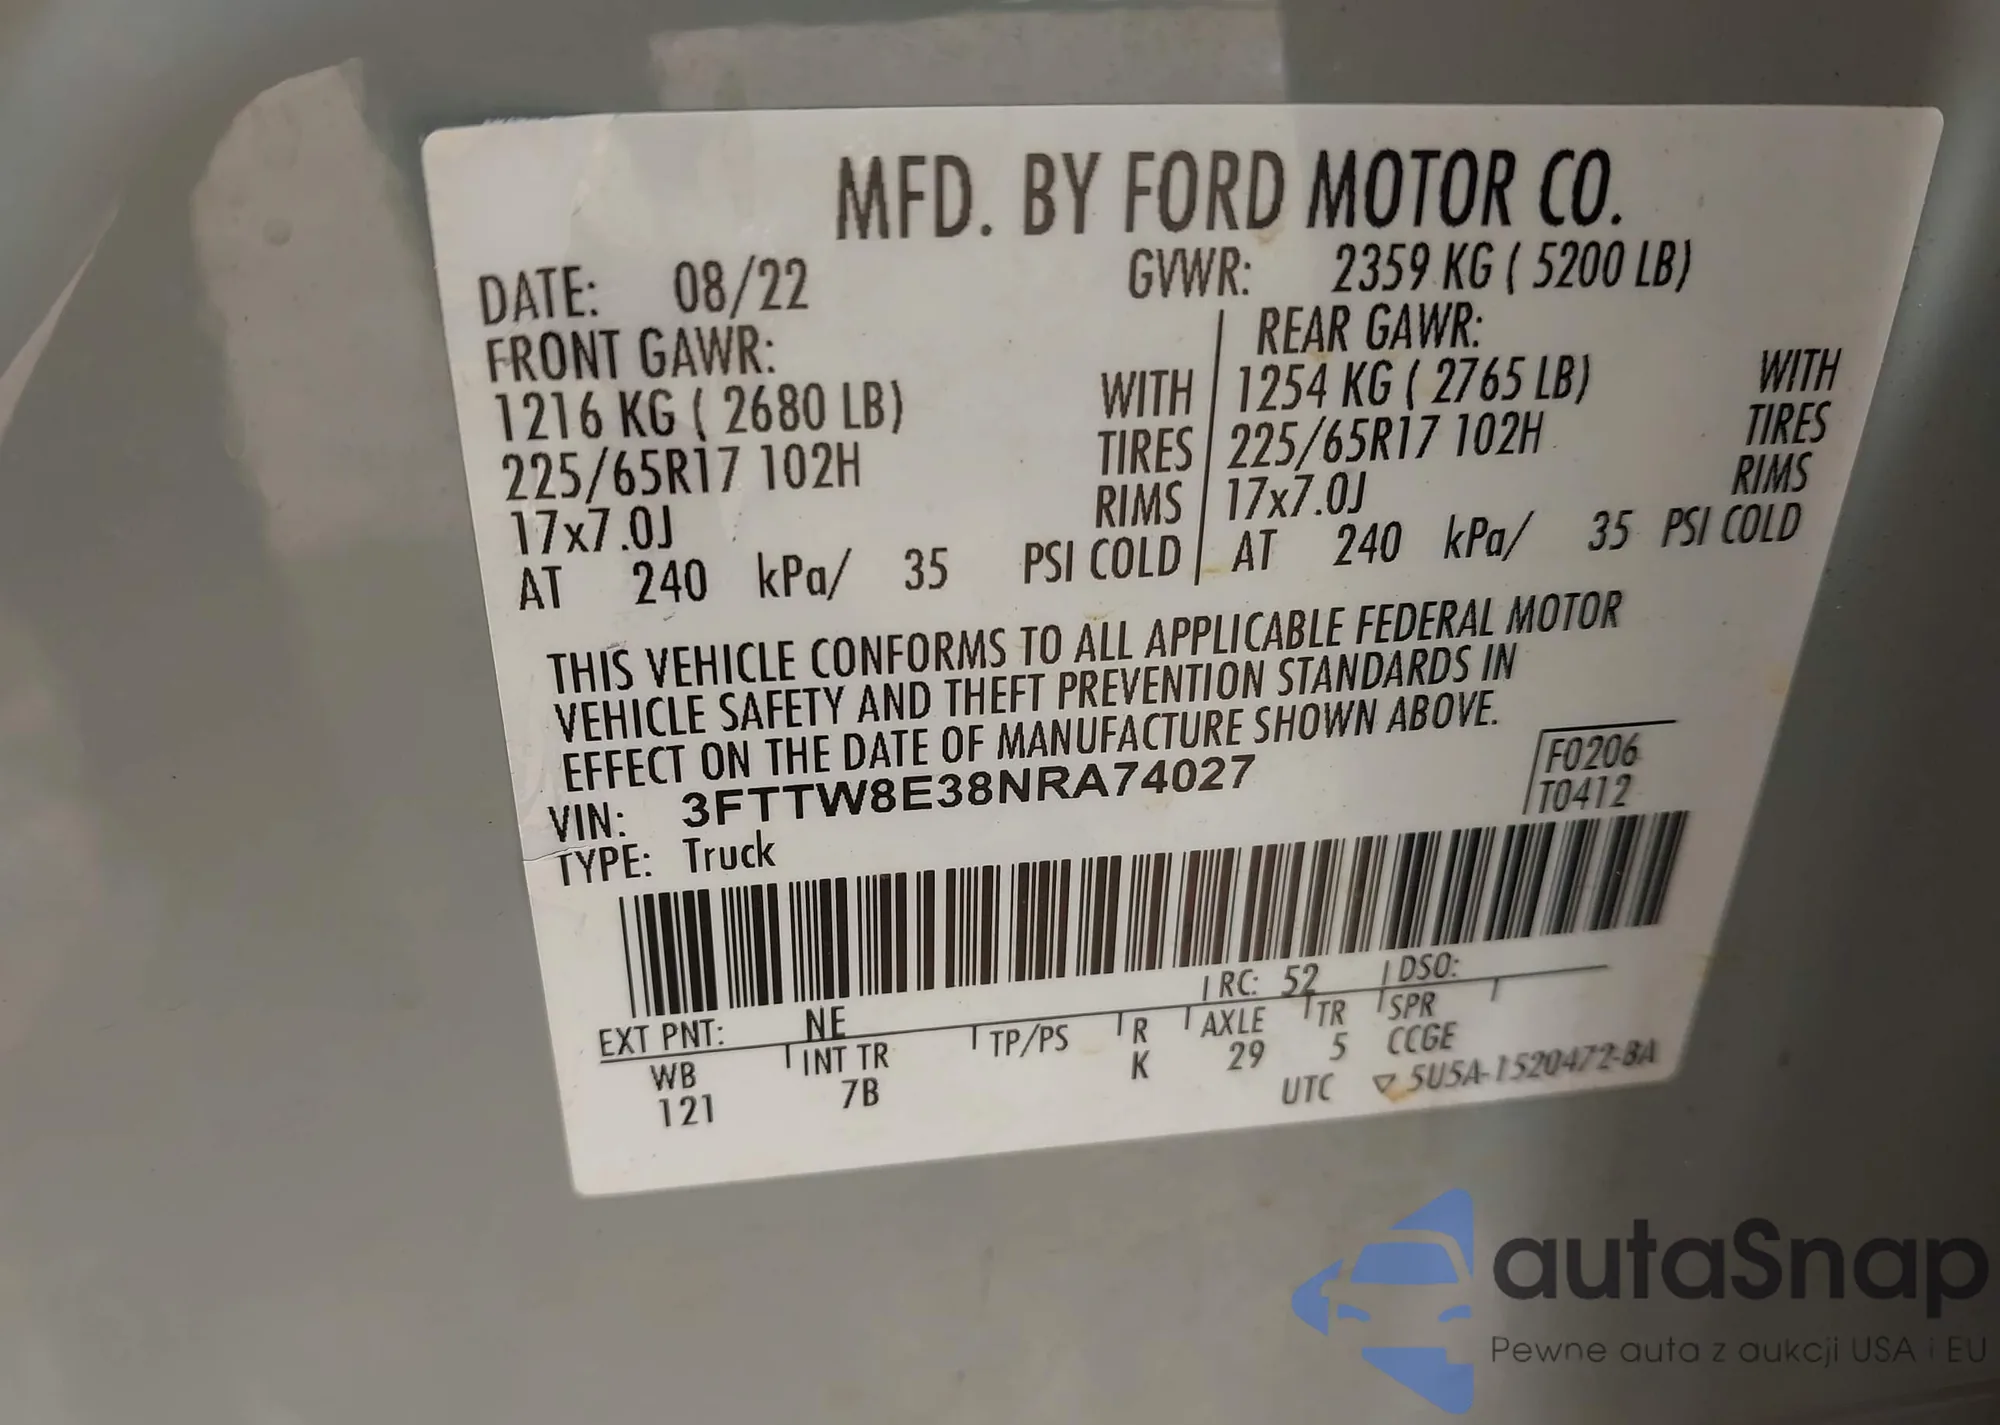 MFD. BY FORD MOTOR CO.
DATE: 08/22 GVWR: 2359 KG ( 5200 LB)
FRONT GAWR: REAR GAWR:
1216 KG ( 2680 LB) WITH 1254 KG ( 2765 LB) WITH
225/65R17 102H TIRES 225/65R17 102H TIRES
17x7.0J RIMS 17x7.0J RIMS
AT 240 kPa/ 35 PSI COLD AT 240 kPa/ 35 PSI COLD
THIS VEHICLE CONFORMS TO ALL APPLICABLE FEDERAL MOTOR
VEHICLE SAFETY AND THEFT PREVENTION STANDARDS IN
EFFECT ON THE DATE OF MANUFACTURE SHOWN ABOVE.
VIN: 3FTTW8E38NRA74027 F0206
TYPE: Truck T0412
EXT PNT: NE RC: 52 DSO:
WB INT TR TP/PS R AXLE TR SPR
121 7B K 29 5 CCGE
UTC ▽ 5U5A-1520472-BA
autaSnap
Pewne auta z aukcji USA i EU